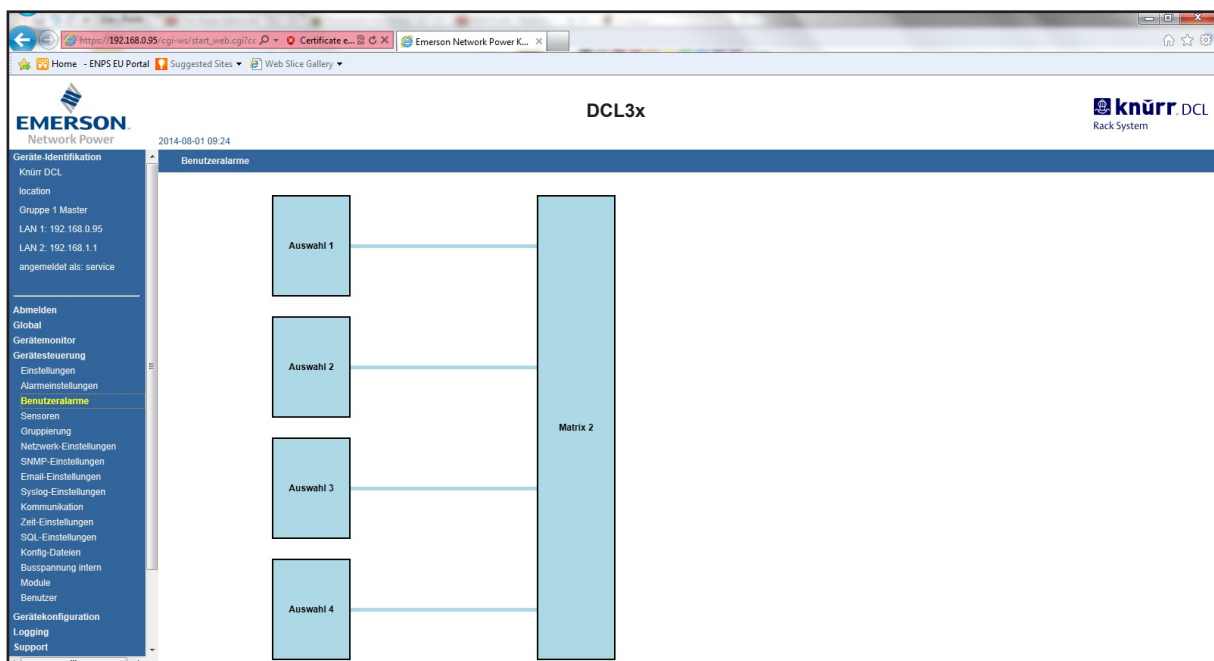 https://192.168.0.95/cgi-ws/start_web.cgi?cc
Certificate e...
Emerson Network Power K...
Home - ENPS EU Portal
Suggested Sites
Web Slice Gallery
EMERSON
Network Power
DCL3x
knürr DCL
Rack System
2014-08-01 09:24
Geräte-Identifikation
Knürr DCL
location
Gruppe 1 Master
LAN 1: 192.168.0.95
LAN 2: 192.168.1.1
angemeldet als: service
Abmelden
Global
Gerätemonitor
Gerätesteuerung
Einstellungen
Alarmeinstellungen
Benutzeralarme
Sensoren
Gruppierung
Netzwerk-Einstellungen
SNMP-Einstellungen
Email-Einstellungen
Syslog-Einstellungen
Kommunikation
Zeit-Einstellungen
SQL-Einstellungen
Konfig-Dateien
Busspannung intern
Module
Benutzer
Gerätekonfiguration
Logging
Support
Benutzeralarme
Auswahl 1
Auswahl 2
Auswahl 3
Auswahl 4
Matrix 2